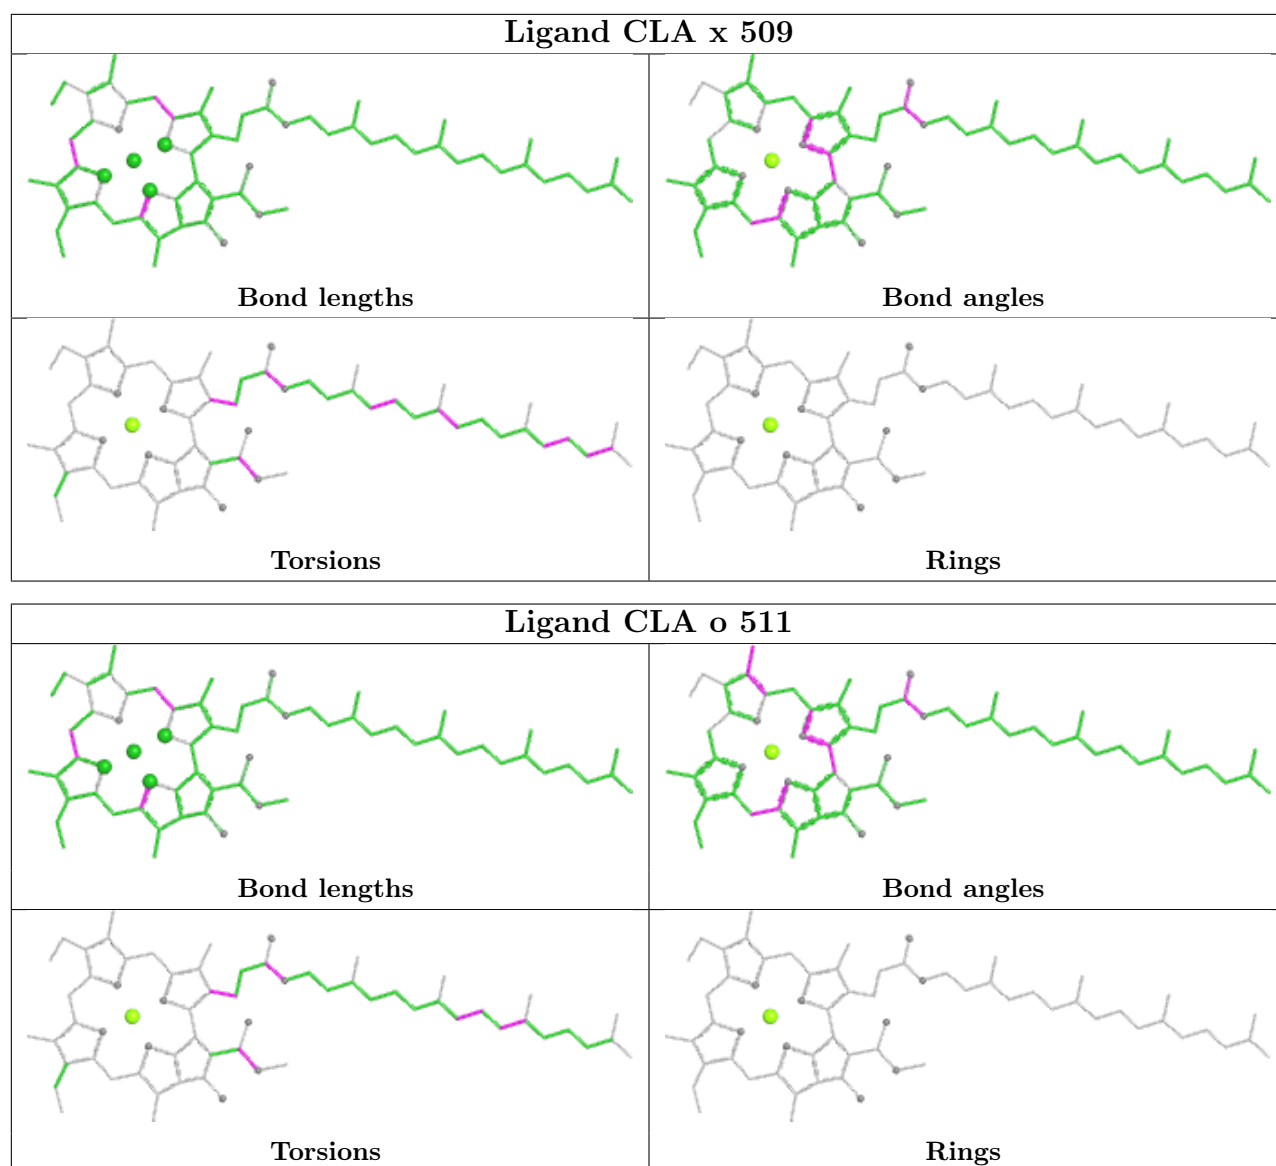 Ligand CLA x 509
Bond lengths
Bond angles
Torsions
Rings
Ligand CLA o 511
Bond lengths
Bond angles
Torsions
Rings